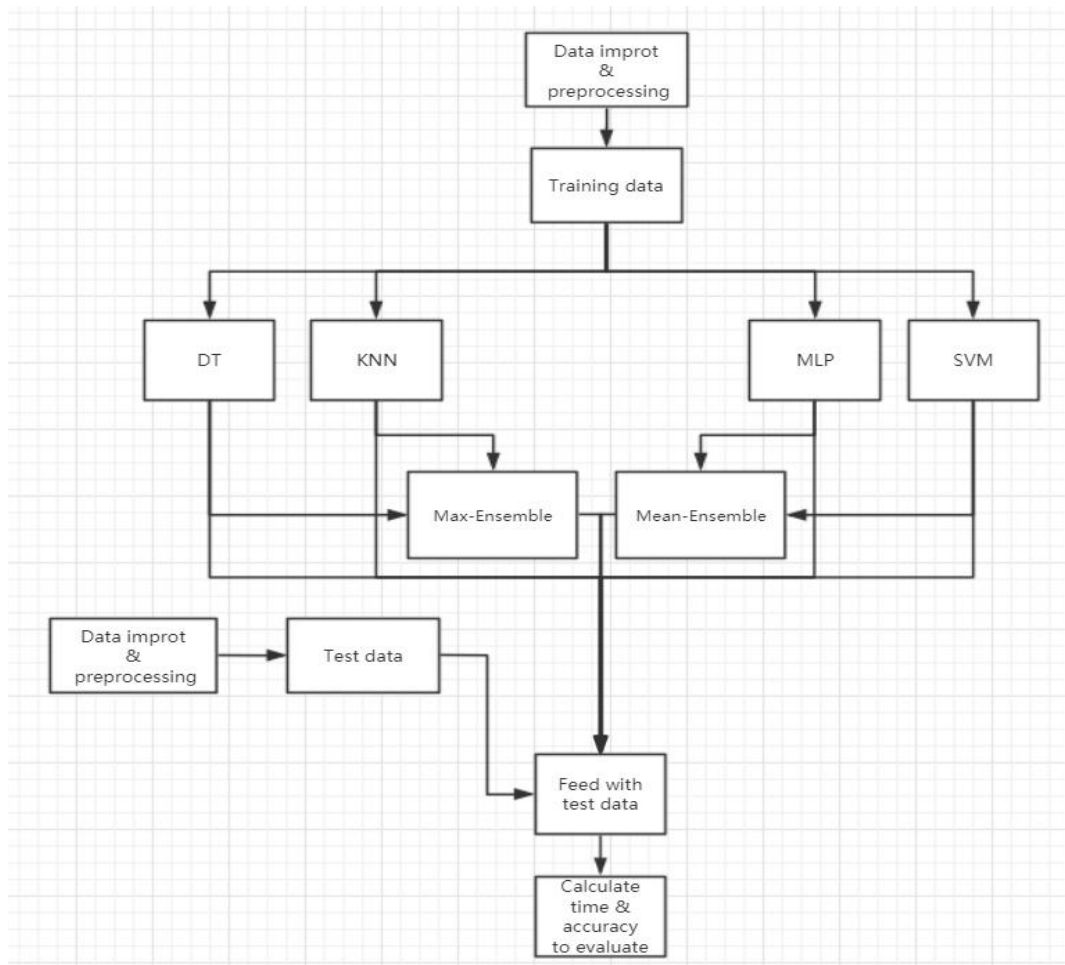 Data improt
&
preprocessing
Training data
DT
KNN
MLP
SVM
Max-Ensemble
Mean-Ensemble
Data improt
&
preprocessing
Test data
Feed with
test data
Calculate
time &
accuracy
to evaluate